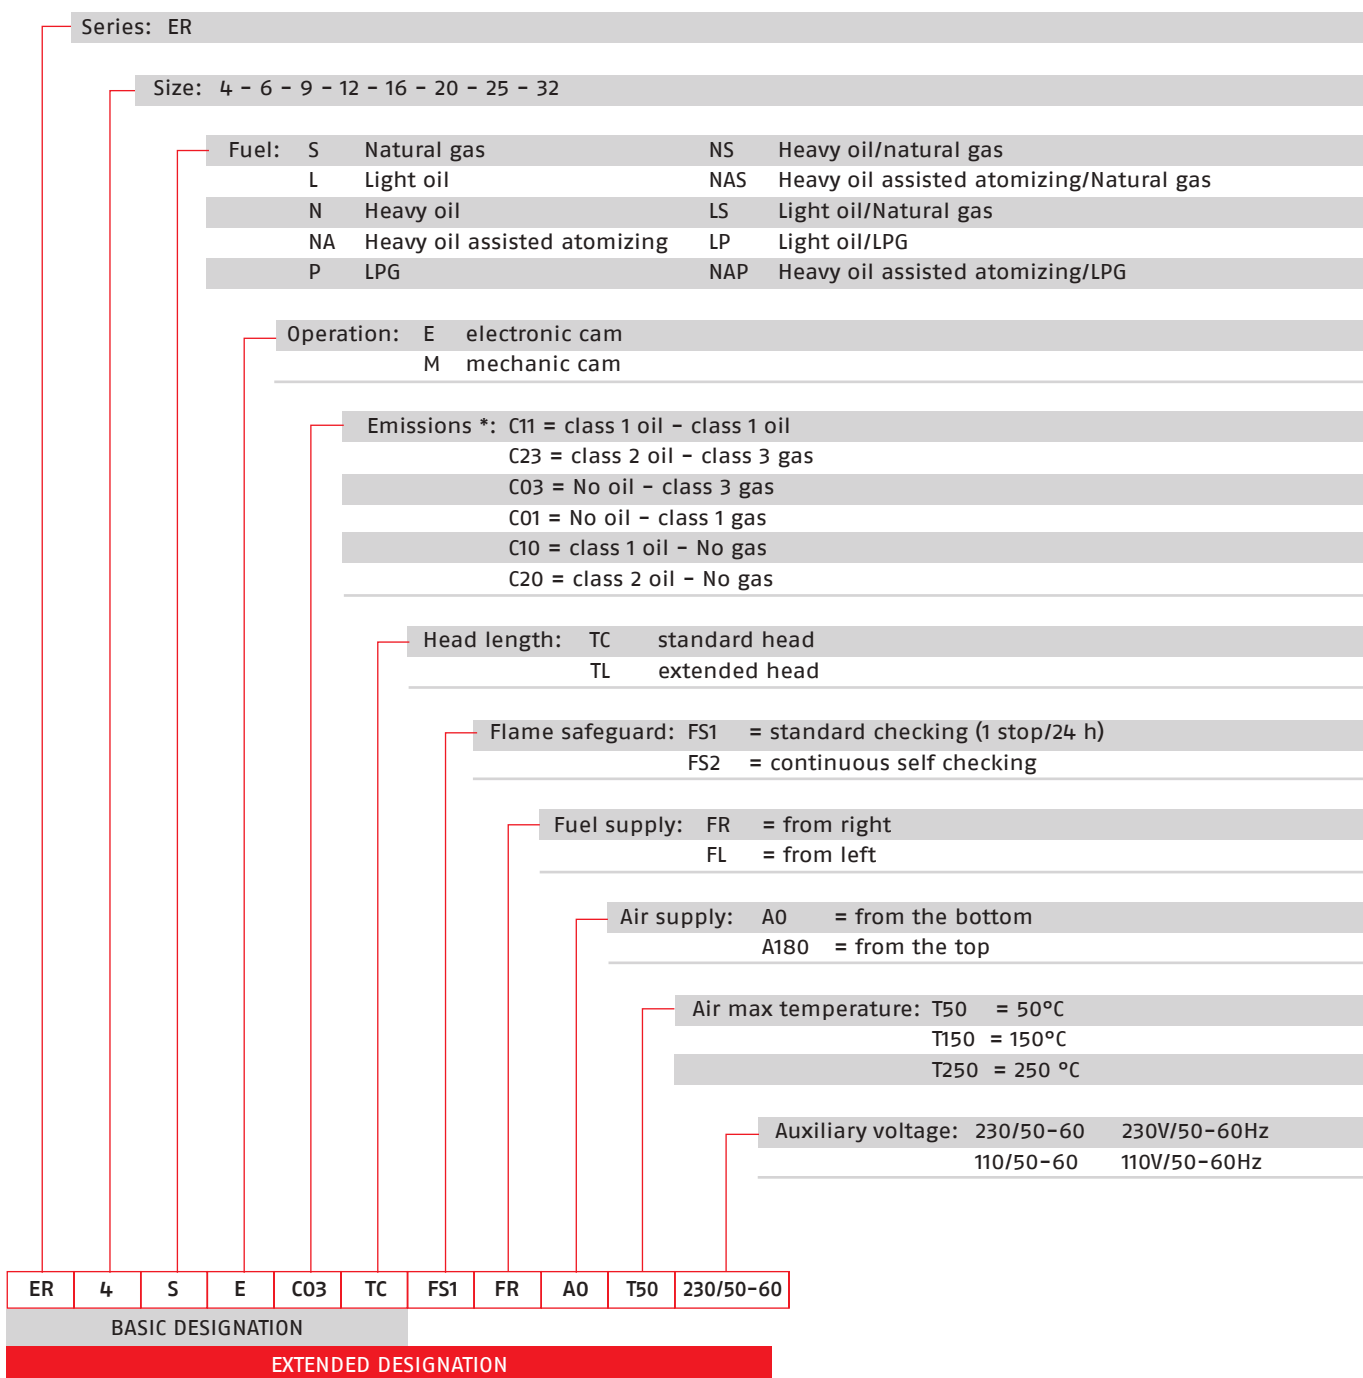 Series: ER
Size: 4 - 6 - 9 - 12 - 16 - 20 - 25 - 32
Fuel: S Natural gas NS Heavy oil/natural gas
L Light oil NAS Heavy oil assisted atomizing/Natural gas
N Heavy oil LS Light oil/Natural gas
NA Heavy oil assisted atomizing LP Light oil/LPG
P LPG NAP Heavy oil assisted atomizing/LPG
Operation: E electronic cam
M mechanic cam
Emissions *: C11 = class 1 oil - class 1 oil
C23 = class 2 oil - class 3 gas
C03 = No oil - class 3 gas
C01 = No oil - class 1 gas
C10 = class 1 oil - No gas
C20 = class 2 oil - No gas
Head length: TC standard head
TL extended head
Flame safeguard: FS1 = standard checking (1 stop/24 h)
FS2 = continuous self checking
Fuel supply: FR = from right
FL = from left
Air supply: A0 = from the bottom
A180 = from the top
Air max temperature: T50 = 50°C
T150 = 150°C
T250 = 250 °C
Auxiliary voltage: 230/50-60 230V/50-60Hz
110/50-60 110V/50-60Hz
ER 4 S E C03 TC FS1 FR A0 T50 230/50-60
BASIC DESIGNATION
EXTENDED DESIGNATION